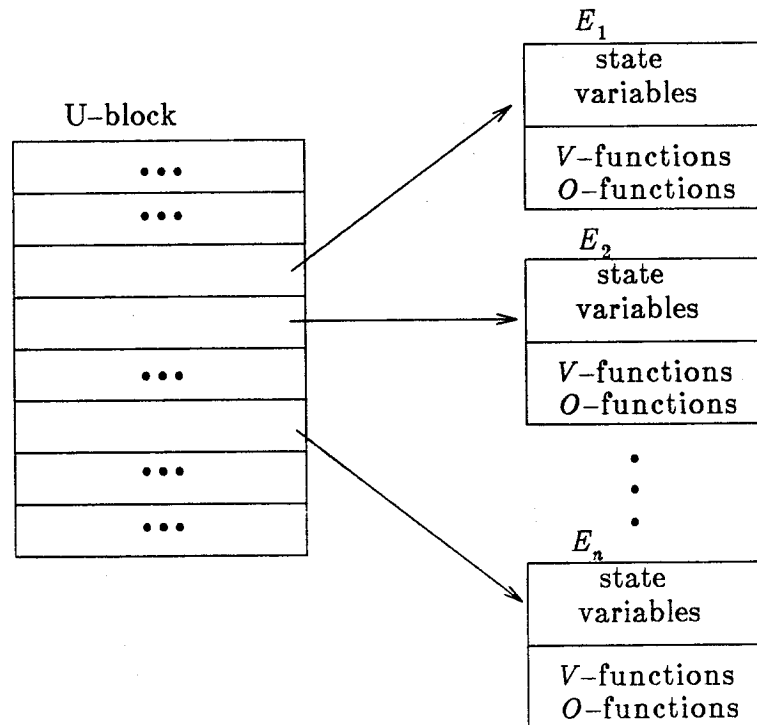 U–block
•••
•••
•••
•••
•••
E₁
state
variables
V–functions
O–functions
E₂
state
variables
V–functions
O–functions
Eₙ
state
variables
V–functions
O–functions